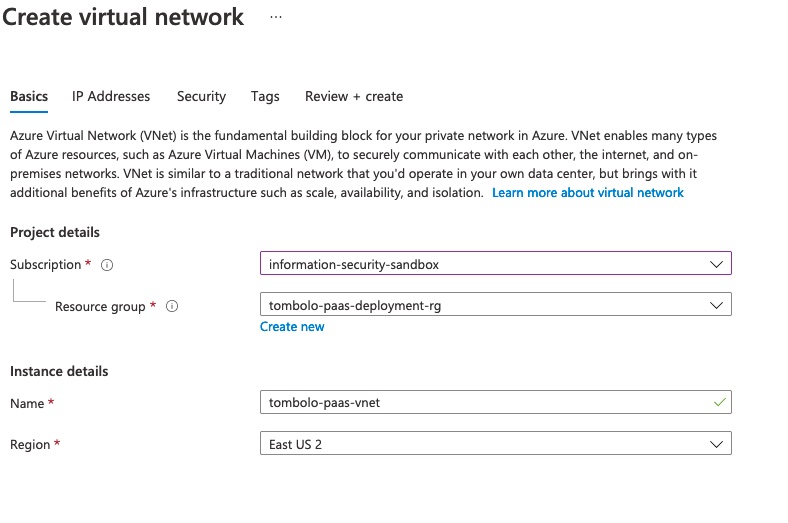 Create virtual network ...
Basics IP Addresses Security Tags Review + create
Azure Virtual Network (VNet) is the fundamental building block for your private network in Azure. VNet enables many types
of Azure resources, such as Azure Virtual Machines (VM), to securely communicate with each other, the internet, and on-
premises networks. VNet is similar to a traditional network that you'd operate in your own data center, but brings with it
additional benefits of Azure's infrastructure such as scale, availability, and isolation. Learn more about virtual network
Project details
Subscription * information-security-sandbox
Resource group * tombolo-paas-deployment-rg
Create new
Instance details
Name * tombolo-paas-vnet
Region * East US 2